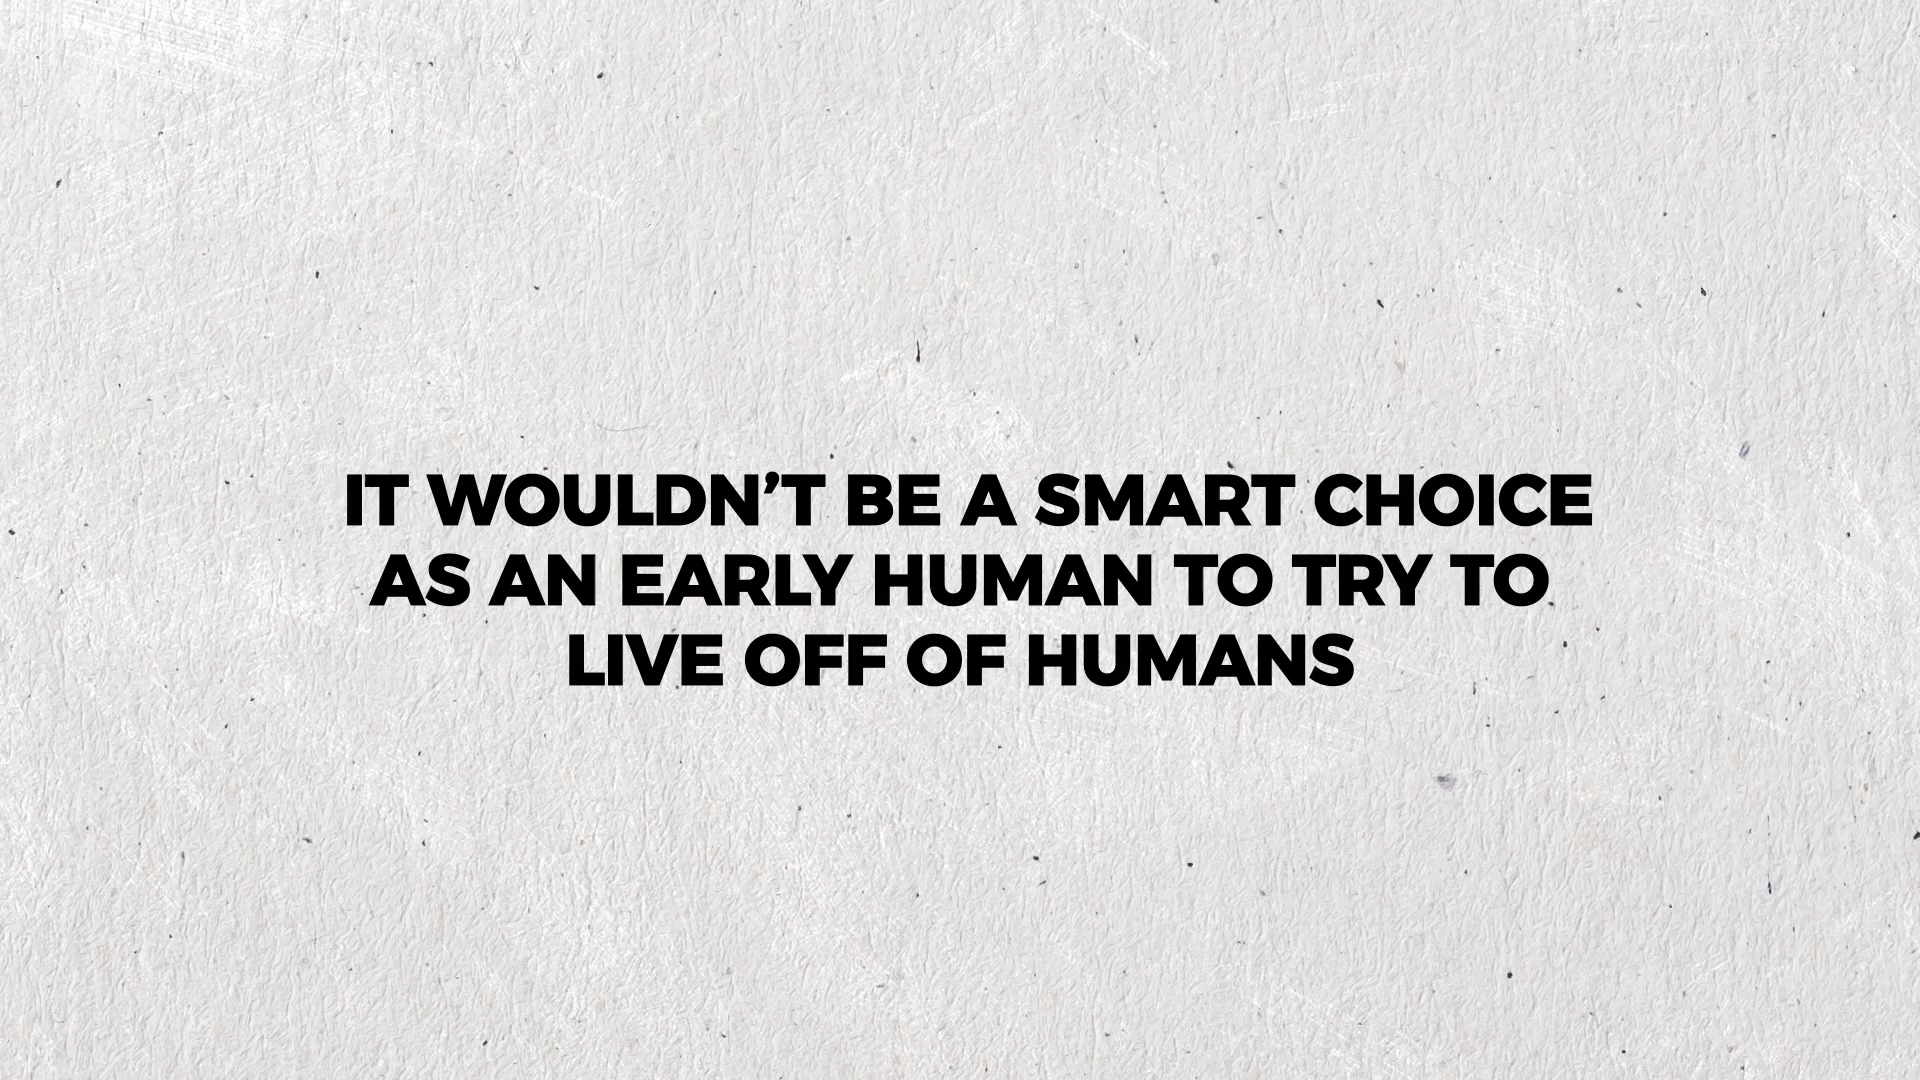 IT WOULDN’T BE A SMART CHOICE
AS AN EARLY HUMAN TO TRY TO
LIVE OFF OF HUMANS